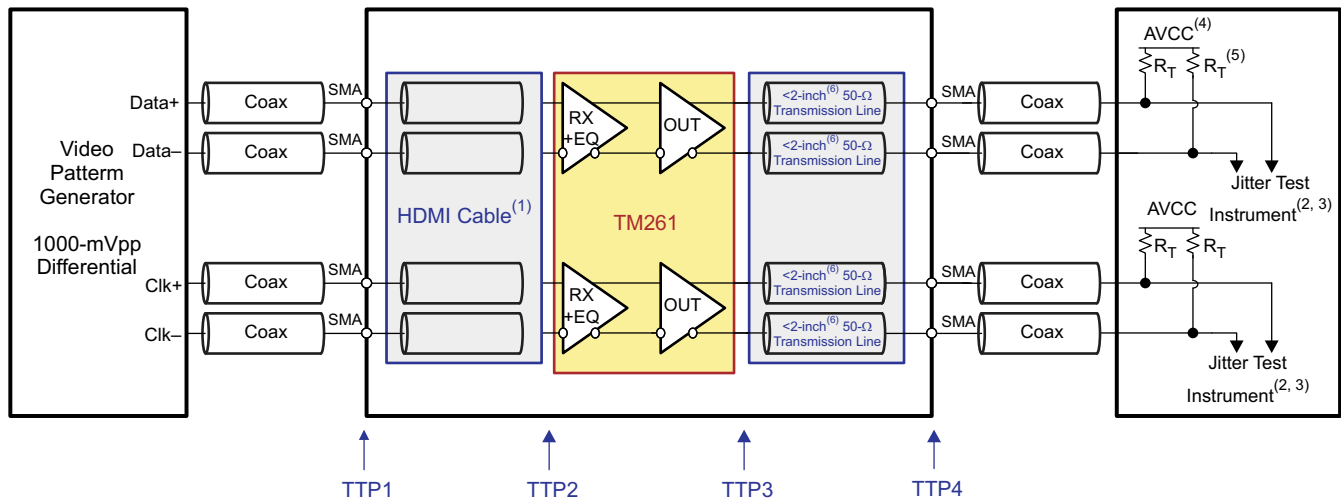 Video
Patterm
Generator
1000-mVpp
Differential
Data+
Data–
Clk+
Clk–
Coax
Coax
Coax
Coax
SMA
SMA
SMA
SMA
HDMI Cable(1)
RX
+EQ
OUT
TM261
RX
+EQ
OUT
<2-inch(6) 50-Ω
Transmission Line
<2-inch(6) 50-Ω
Transmission Line
<2-inch(6) 50-Ω
Transmission Line
<2-inch(6) 50-Ω
Transmission Line
SMA
SMA
SMA
SMA
Coax
Coax
Coax
Coax
AVCC(4)
RT
RT(5)
Jitter Test
Instrument(2, 3)
AVCC
RT
RT
Jitter Test
Instrument(2, 3)
TTP1
TTP2
TTP3
TTP4